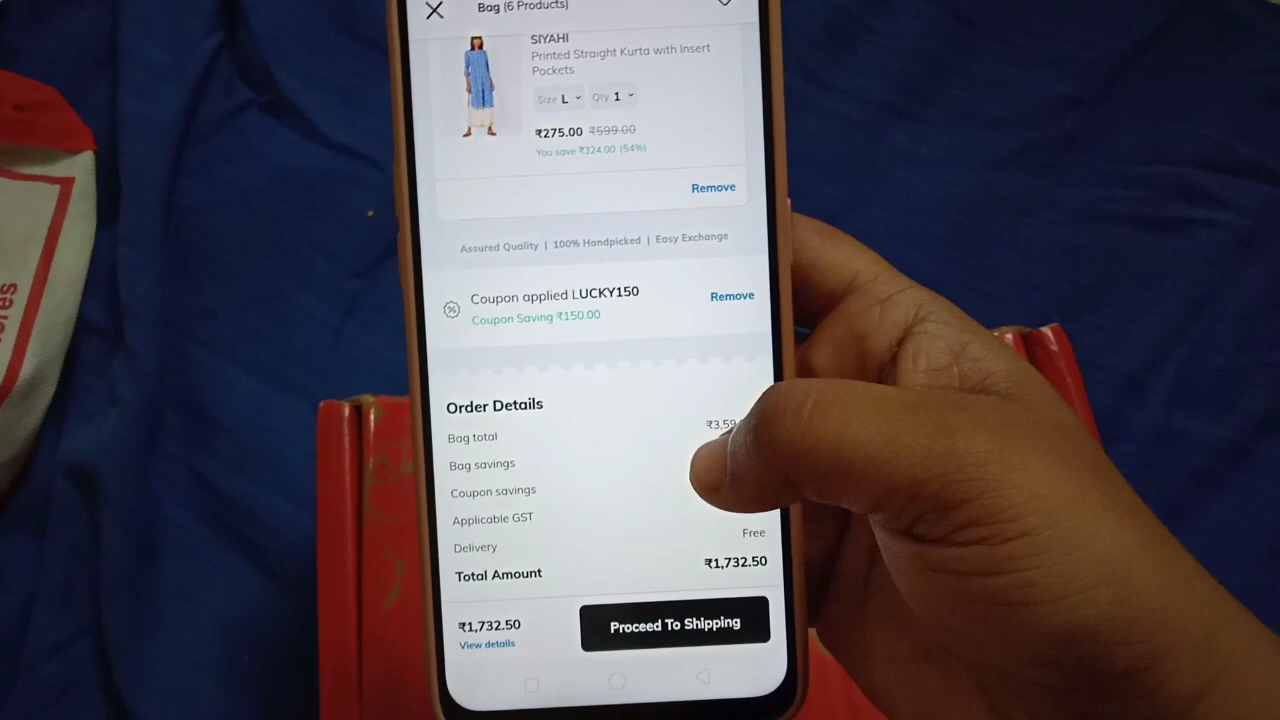 Bag (6 Products)
SIYAHI
Printed Straight Kurta with Insert
Pockets
Size L Qty 1
₹275.00 ₹599.00
You save ₹324.00 (54%)
Remove
Assured Quality | 100% Handpicked | Easy Exchange
Coupon applied LUCKY150
Remove
Coupon Saving ₹150.00
Order Details
Bag total ₹3,59
Bag savings
Coupon savings
Applicable GST
Delivery Free
Total Amount ₹1,732.50
₹1,732.50
View details
Proceed To Shipping